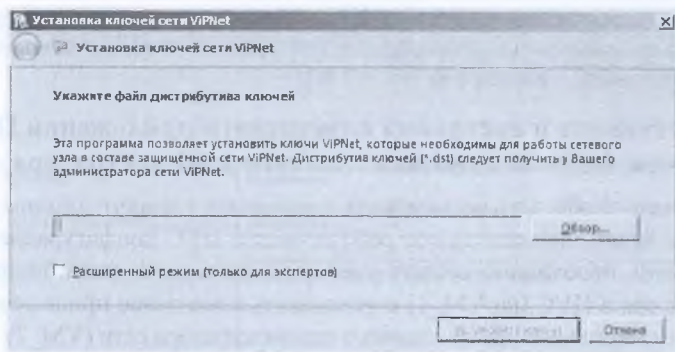 Установка ключей сети ViPNet
Установка ключей сети ViPNet
Укажите файл дистрибутива ключей
Эта программа позволяет установить ключи ViPNet, которые необходимы для работы сетевого
узла в составе защищенной сети ViPNet. Дистрибутив ключей (*.dst) следует получить у Вашего
администратора сети ViPNet.
Обзор...
Расширенный режим (только для экспертов)
Отмена